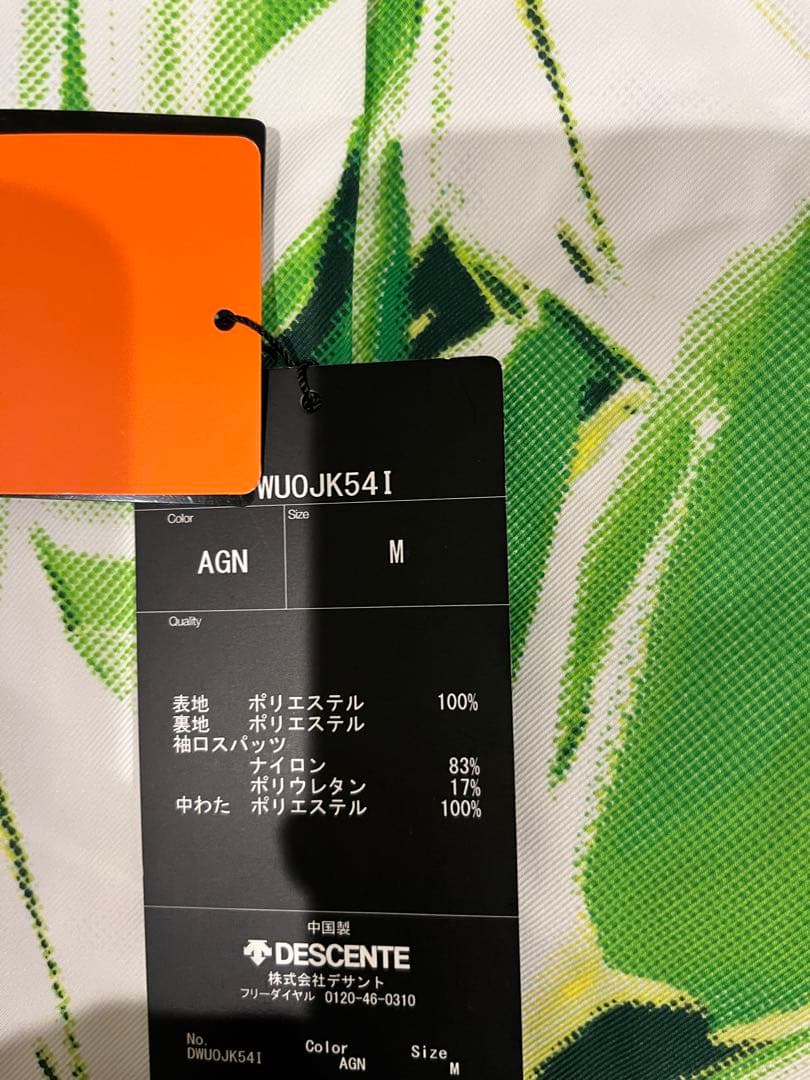 WUOJK54I
Color Size
AGN M
Quality
表地 ポリエステル 100%
裏地 ポリエステル
袖口スパッツ
ナイロン 83%
ポリウレタン 17%
中わた ポリエステル 100%
中国製
DESCENTE
株式会社デサント
フリーダイヤル 0120-46-0310
No. Color Size
DWUOJK54I AGN M